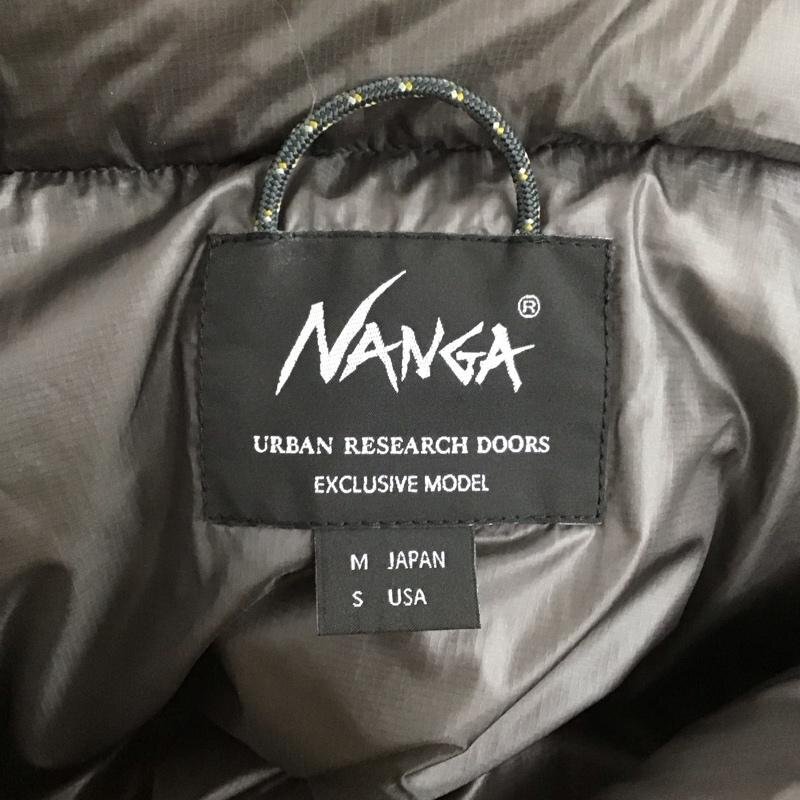 NANGA®
URBAN RESEARCH DOORS
EXCLUSIVE MODEL
M JAPAN
S USA